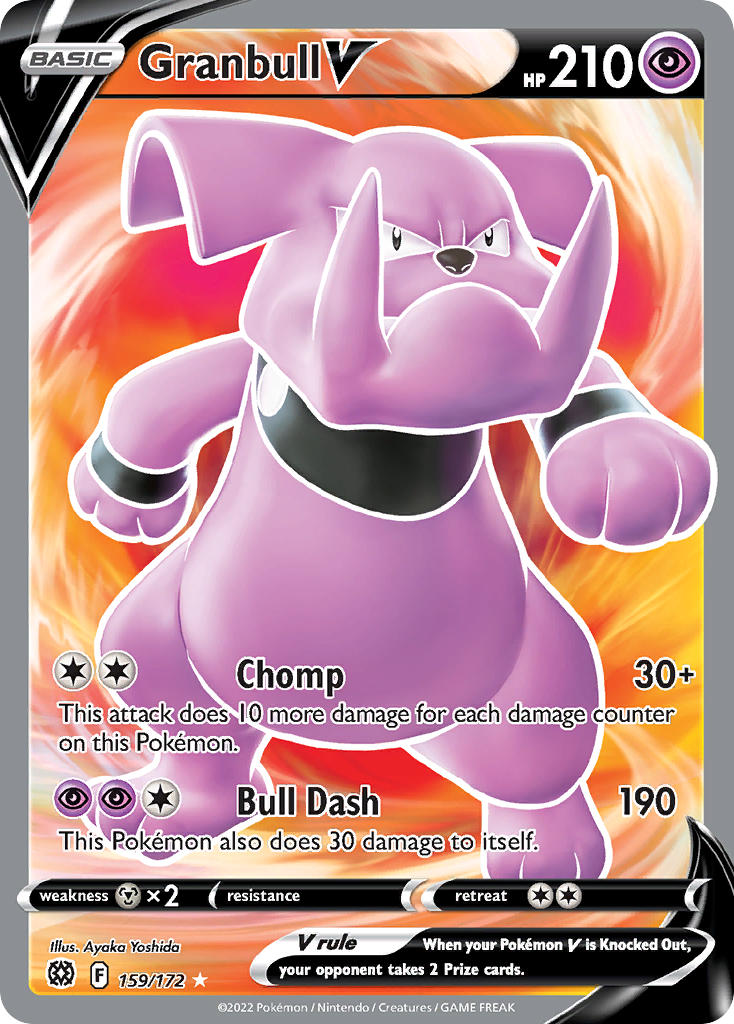 BASIC Granbull V HP 210
Chomp 30+
This attack does 10 more damage for each damage counter
on this Pokémon.
Bull Dash 190
This Pokémon also does 30 damage to itself.
weakness ×2 resistance retreat
Illus. Ayaka Yoshida
V rule When your Pokémon V is Knocked Out,
your opponent takes 2 Prize cards.
F 159/172 ★
©2022 Pokémon / Nintendo / Creatures / GAME FREAK